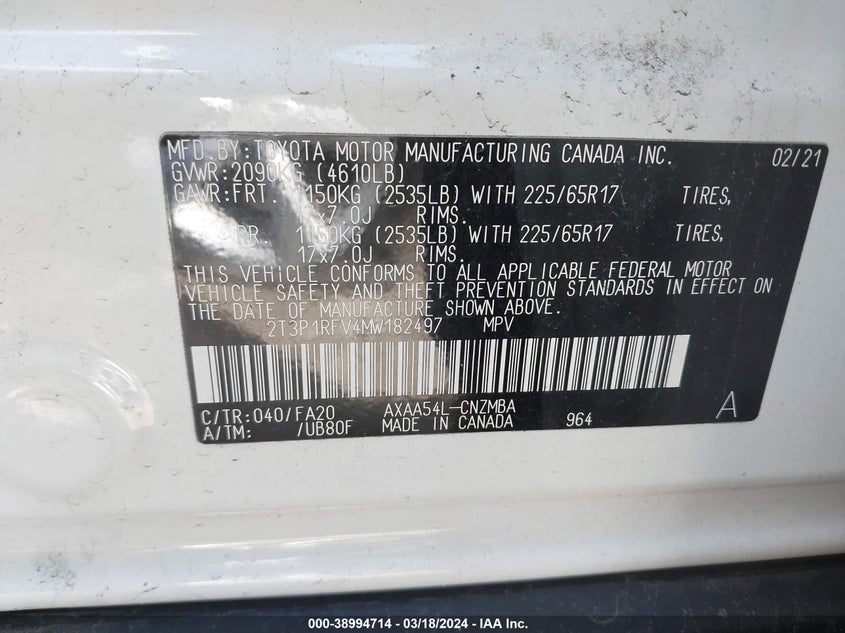 MFD. BY: TOYOTA MOTOR MANUFACTURING CANADA INC. 02/21
GVWR: 2090KG (4610LB)
GAWR: FRT. 1150KG (2535LB) WITH 225/65R17 TIRES,
x7.0J RIMS.
RR. 1150KG (2535LB) WITH 225/65R17 TIRES,
17x7.0J RIMS.
THIS VEHICLE CONFORMS TO ALL APPLICABLE FEDERAL MOTOR
VEHICLE SAFETY AND THEFT PREVENTION STANDARDS IN EFFECT ON
THE DATE OF MANUFACTURE SHOWN ABOVE.
2T3P1RFV4MW182497 MPV
C/TR: 040/FA20 AXAA54L-CNZMBA A
A/TM: /UB80F MADE IN CANADA 964
000-38994714 - 03/18/2024 - IAA Inc.